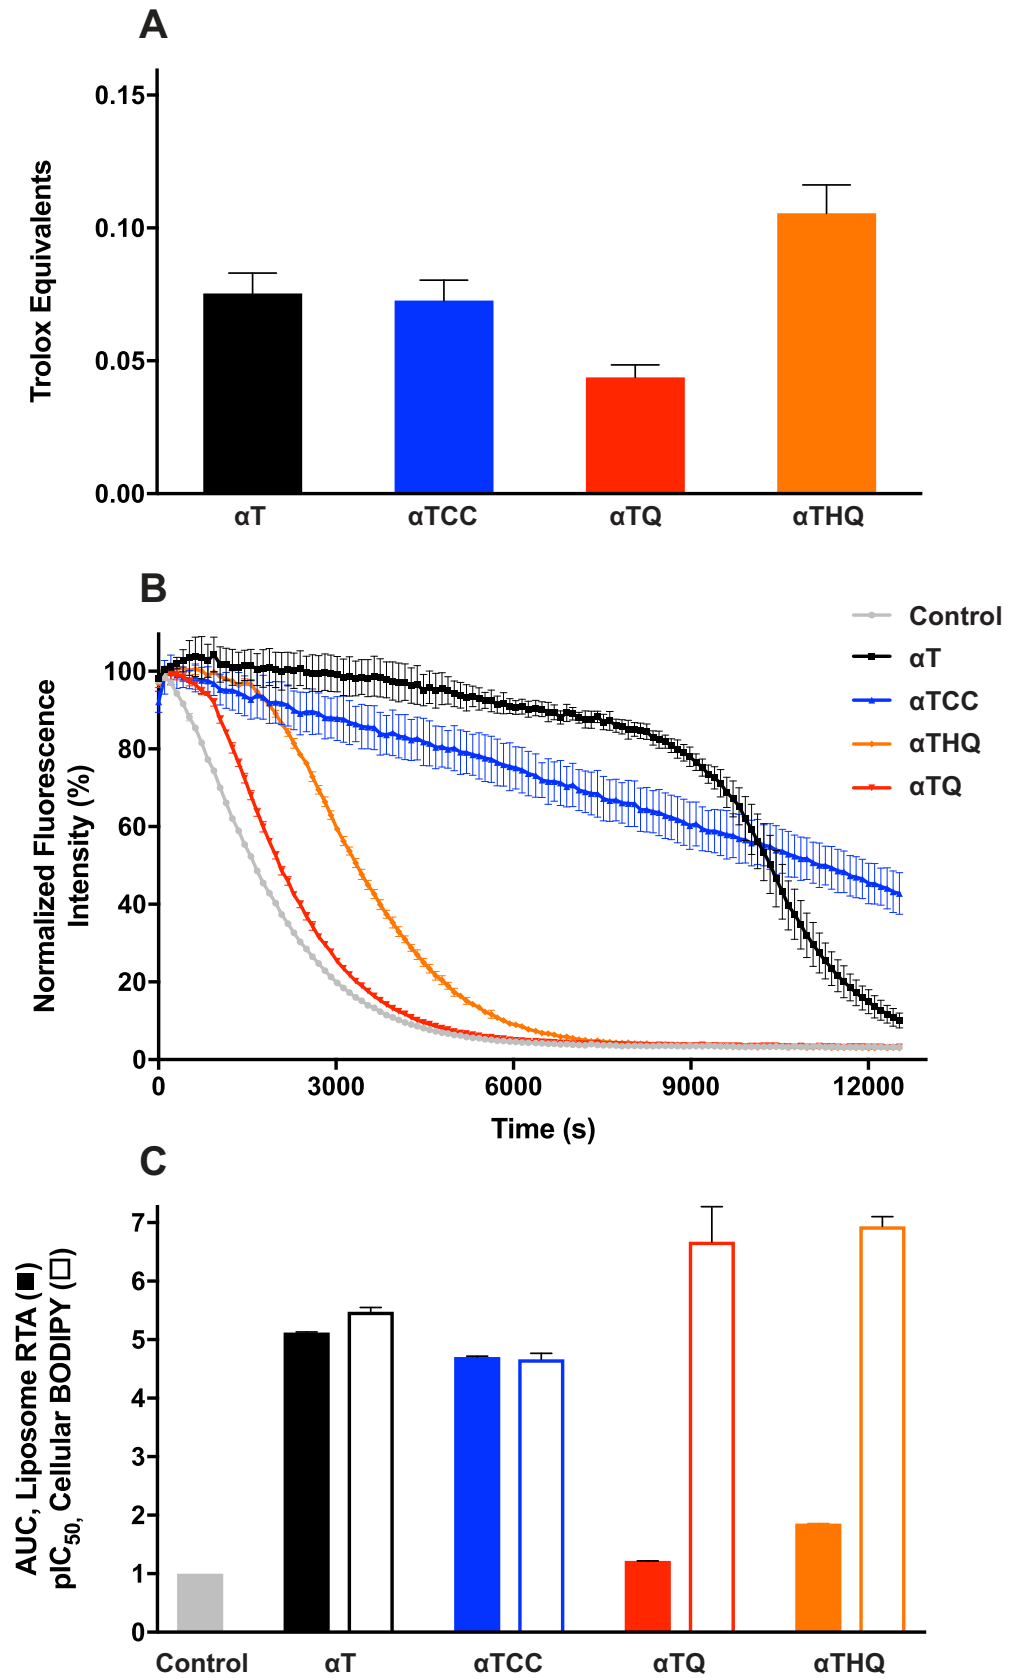 A
0.15
0.10
0.05
0.00
Trolox Equivalents
αT αTCC αTQ αTHQ
B
Control
αT
αTCC
αTHQ
αTQ
100
80
60
40
20
0
Normalized Fluorescence
Intensity (%)
0 3000 6000 9000 12000
Time (s)
C
7
6
5
4
3
2
1
0
AUC, Liposome RTA (■)
pIC50, Cellular BODIPY (□)
Control αT αTCC αTQ αTHQ